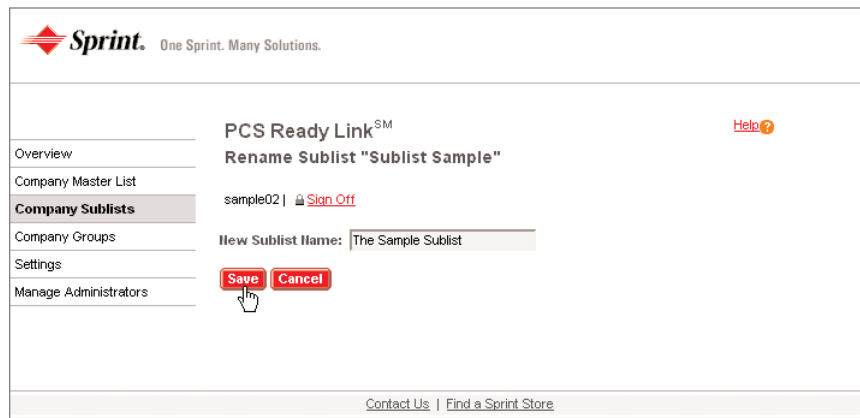 Sprint. One Sprint. Many Solutions.
PCS Ready Link SM
Help ?
Rename Sublist "Sublist Sample"
Overview
Company Master List
Company Sublists
Company Groups
Settings
Manage Administrators
sample02 | Sign Off
New Sublist Name: The Sample Sublist
Save Cancel
Contact Us | Find a Sprint Store